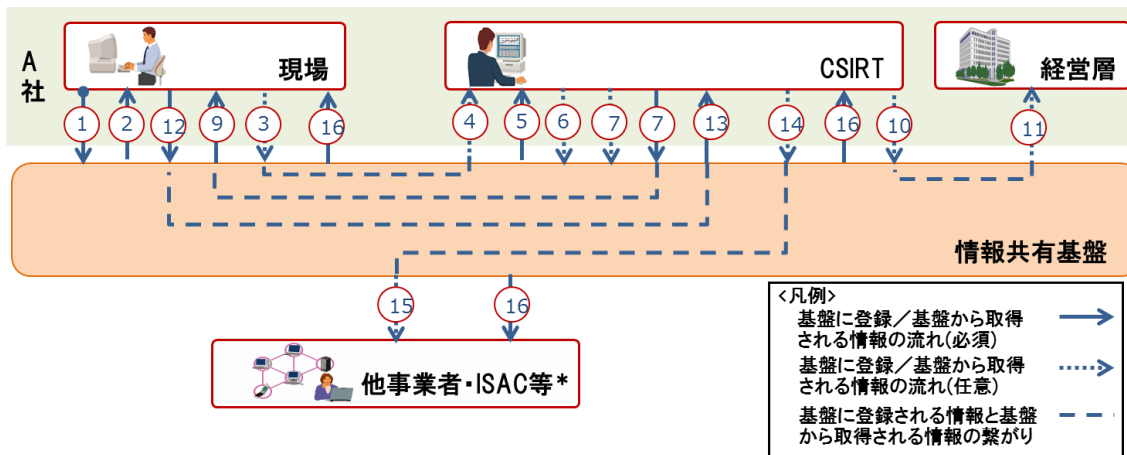 A
社
現場
CSIRT
経営層
1
2
12
9
3
16
4
5
6
7
7
13
14
16
10
11
情報共有基盤
15
16
他事業者・ISAC等*
<凡例>
基盤に登録／基盤から取得
される情報の流れ(必須)
基盤に登録／基盤から取得
される情報の流れ(任意)
基盤に登録される情報と基盤
から取得される情報の繋がり